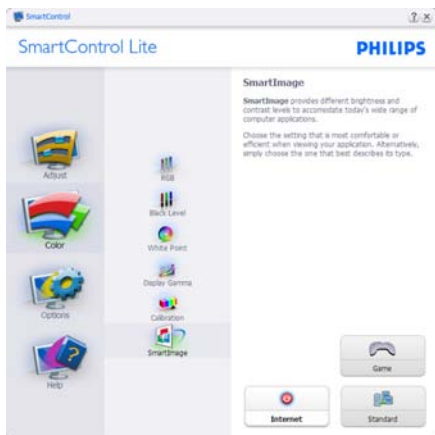 SmartControl
SmartControl Lite
PHILIPS
Adjust
Color
Options
Help
RGB
Black Level
White Point
Display Gamma
Calibration
SmartImage
SmartImage
SmartImage provides different brightness and
contrast levels to accomodate today's wide range of
computer applications.
Choose the setting that is most comfortable or
efficient when viewing your application. Alternatively,
simply choose the one that best describes its type.
Game
Internet
Standard